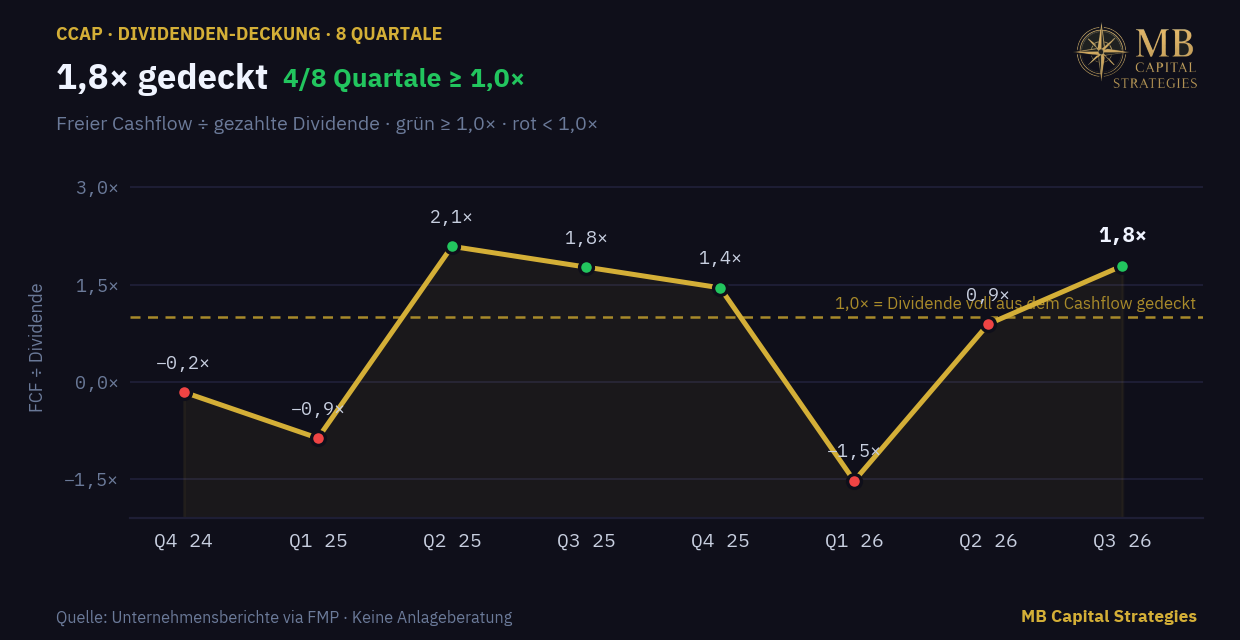 CCAP · DIVIDENDEN-DECKUNG · 8 QUARTALE
1,8× gedeckt 4/8 Quartale ≥ 1,0×
Freier Cashflow ÷ gezahlte Dividende · grün ≥ 1,0× · rot < 1,0×
MB
CAPITAL
STRATEGIES
FCF ÷ Dividende
3,0×
1,5×
0,0×
−1,5×
−0,2×
−0,9×
2,1×
1,8×
1,4×
−1,5×
0,9×
1,8×
1,0× = Dividende voll aus dem Cashflow gedeckt
Q4 24 Q1 25 Q2 25 Q3 25 Q4 25 Q1 26 Q2 26 Q3 26
Quelle: Unternehmensberichte via FMP · Keine Anlageberatung
MB Capital Strategies